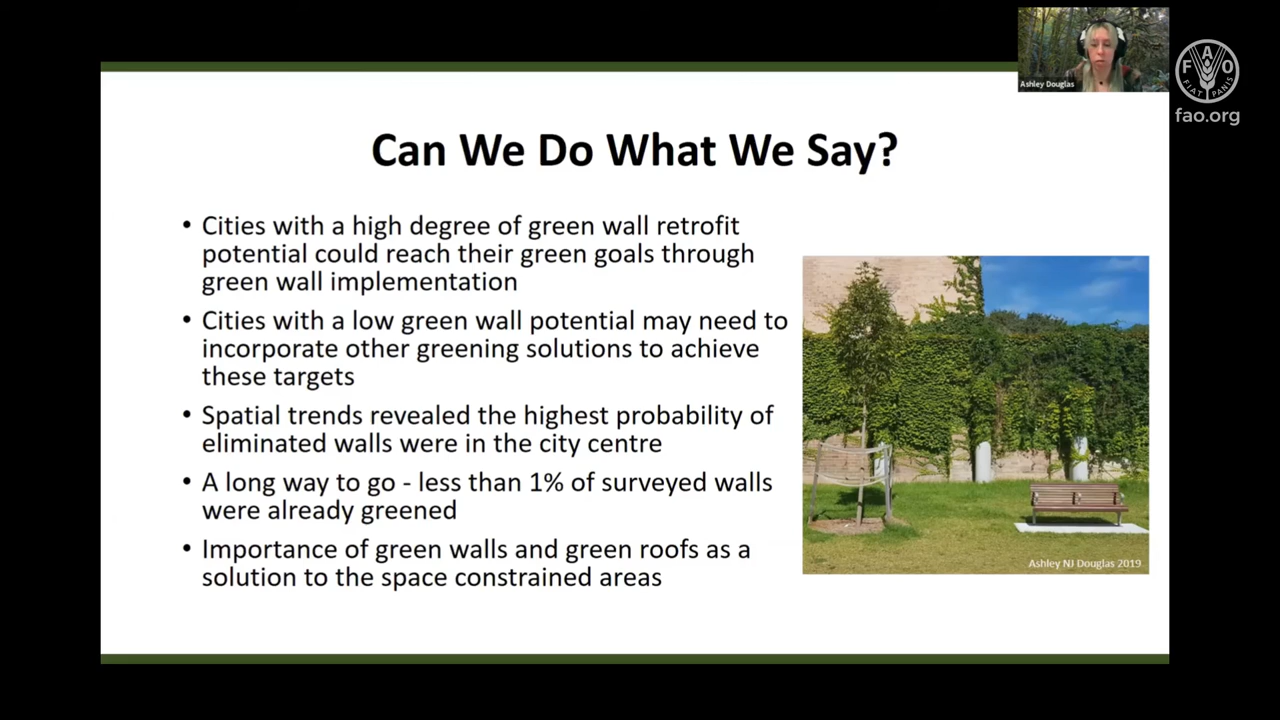 Ashley Douglas
FAO
FIAT PANIS
fao.org
Can We Do What We Say?
• Cities with a high degree of green wall retrofit
potential could reach their green goals through
green wall implementation
• Cities with a low green wall potential may need to
incorporate other greening solutions to achieve
these targets
• Spatial trends revealed the highest probability of
eliminated walls were in the city centre
• A long way to go - less than 1% of surveyed walls
were already greened
• Importance of green walls and green roofs as a
solution to the space constrained areas
Ashley NJ Douglas 2019